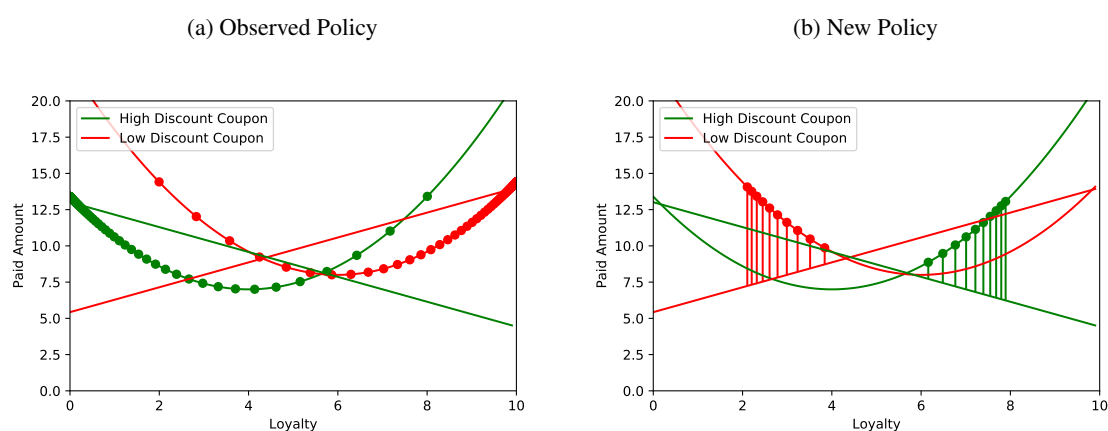 (a) Observed Policy
20.0
17.5
15.0
12.5
10.0
7.5
5.0
2.5
0.0
Paid Amount
High Discount Coupon
Low Discount Coupon
0 2 4 6 8 10
Loyalty
(b) New Policy
20.0
17.5
15.0
12.5
10.0
7.5
5.0
2.5
0.0
Paid Amount
High Discount Coupon
Low Discount Coupon
0 2 4 6 8 10
Loyalty